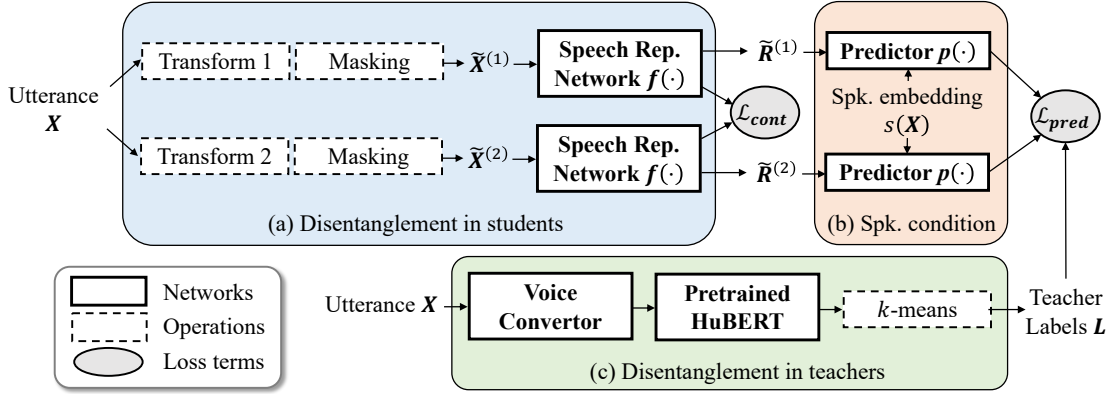 Utterance
X
Transform 1
Masking
X̃⁽¹⁾
Speech Rep.
Network f(·)
R̃⁽¹⁾
Predictor p(·)
Spk. embedding
s(X)
ℒcont
ℒpred
Transform 2
Masking
X̃⁽²⁾
Speech Rep.
Network f(·)
R̃⁽²⁾
Predictor p(·)
(a) Disentanglement in students
(b) Spk. condition
Networks
Operations
Loss terms
Utterance X
Voice
Convertor
Pretrained
HuBERT
k-means
Teacher
Labels L
(c) Disentanglement in teachers